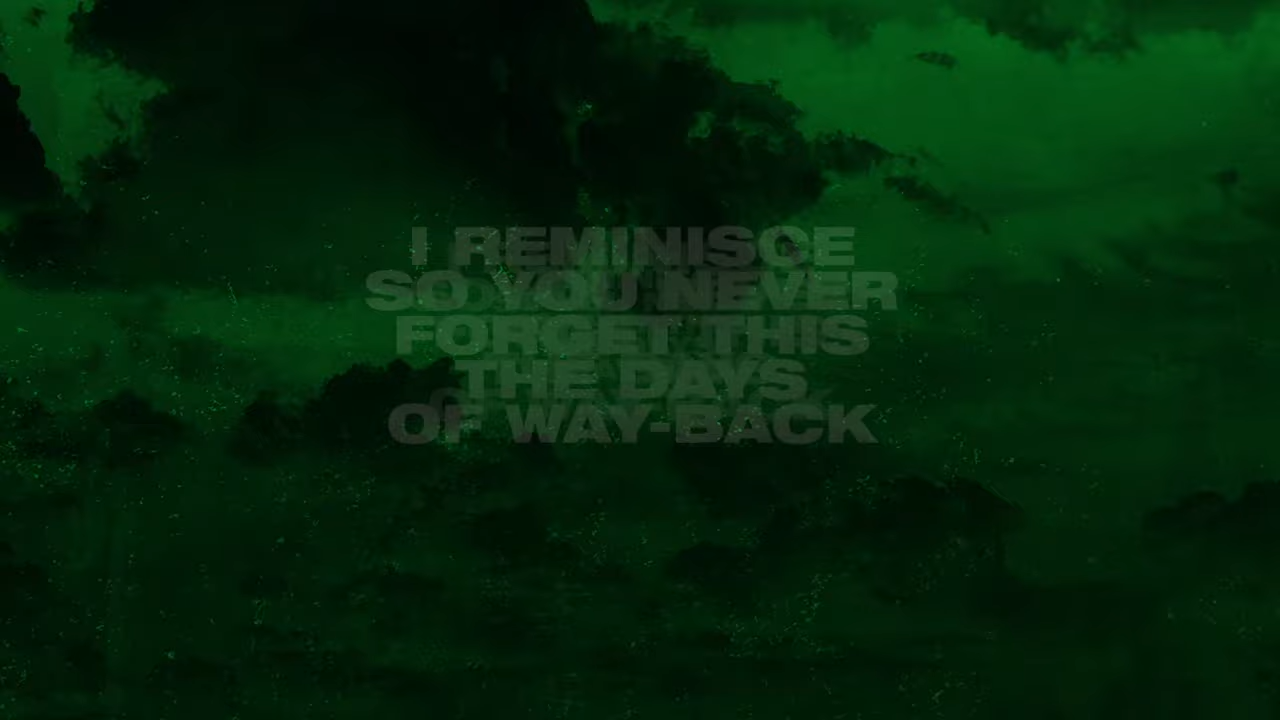 I REMINISCE
SO YOU NEVER
FORGET THIS
THE DAYS
OF WAY-BACK